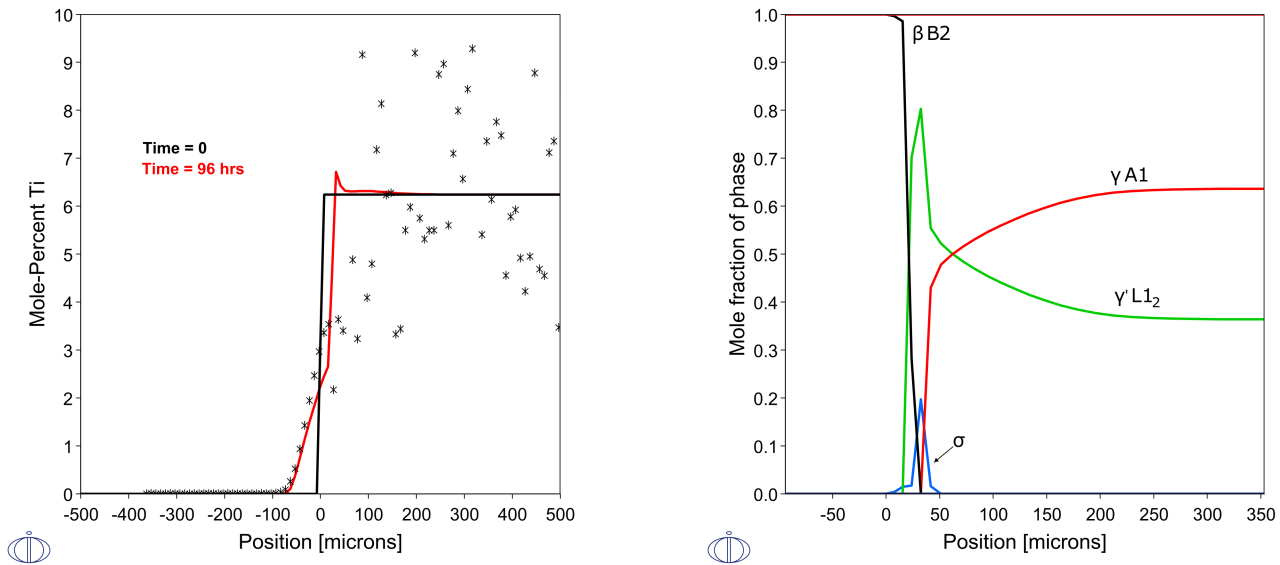 10
9
8
7
6
5
4
3
2
1
0
Mole-Percent Ti
Time = 0
Time = 96 hrs
-500 -400 -300 -200 -100 0 100 200 300 400 500
Position [microns]
1.0
0.9
0.8
0.7
0.6
0.5
0.4
0.3
0.2
0.1
0.0
Mole fraction of phase
β B2
γ A1
γ' L1₂
σ
-50 0 50 100 150 200 250 300 350
Position [microns]